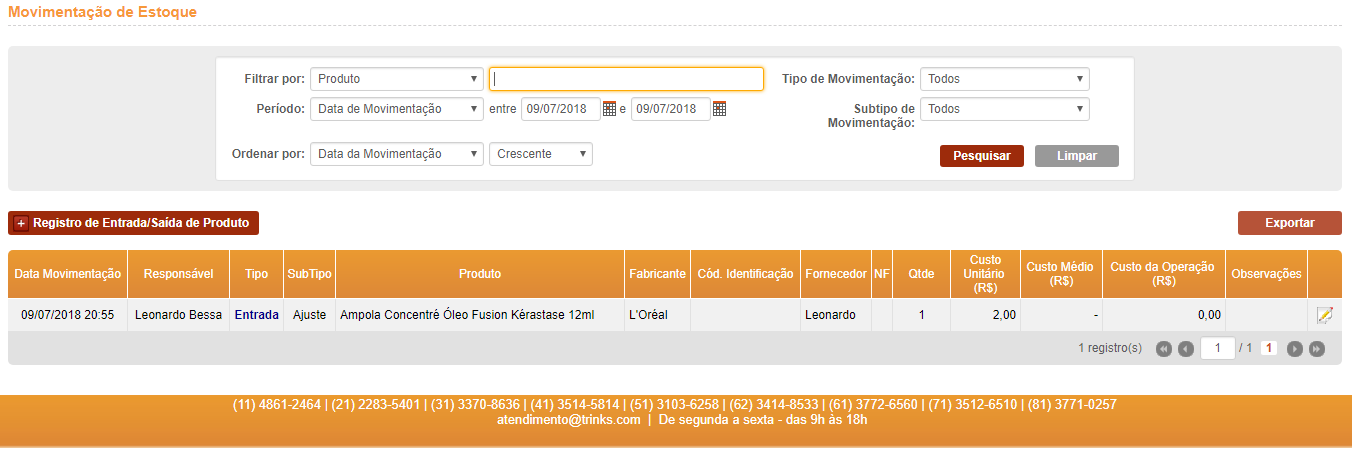 Movimentação de Estoque
Filtrar por: Produto Tipo de Movimentação: Todos
Período: Data de Movimentação entre 09/07/2018 e 09/07/2018 Subtipo de Movimentação: Todos
Ordenar por: Data da Movimentação Crescente Pesquisar Limpar
+ Registro de Entrada/Saída de Produto Exportar
Data Movimentação Responsável Tipo SubTipo Produto Fabricante Cód. Identificação Fornecedor NF Qtde Custo Unitário (R$) Custo Médio (R$) Custo da Operação (R$) Observações
09/07/2018 20:55 Leonardo Bessa Entrada Ajuste Ampola Concentré Óleo Fusion Kérastase 12ml L'Oréal Leonardo 1 2,00 - 0,00
1 registro(s) 1 / 1 1
(11) 4861-2464 | (21) 2283-5401 | (31) 3370-8636 | (41) 3514-5814 | (51) 3103-6258 | (62) 3414-8533 | (61) 3772-6560 | (71) 3512-6510 | (81) 3771-0257
atendimento@trinks.com | De segunda a sexta - das 9h às 18h